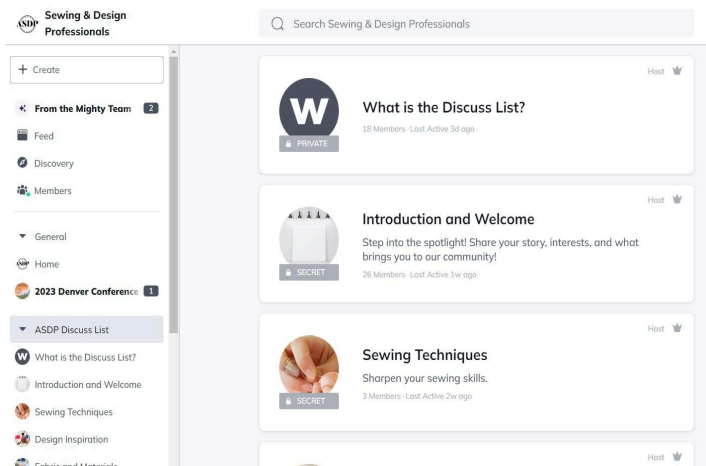 ASDP
Sewing & Design
Professionals
Search Sewing & Design Professionals
+ Create
From the Mighty Team 2
Feed
Discovery
Members
General
ASDP Home
2023 Denver Conference 1
ASDP Discuss List
W What is the Discuss List?
Introduction and Welcome
Sewing Techniques
Design Inspiration
Fabric and Materials
Host
W
PRIVATE
What is the Discuss List?
18 Members · Last Active 3d ago
Host
SECRET
Introduction and Welcome
Step into the spotlight! Share your story, interests, and what
brings you to our community!
26 Members · Last Active 1w ago
Host
SECRET
Sewing Techniques
Sharpen your sewing skills.
3 Members · Last Active 2w ago
Host